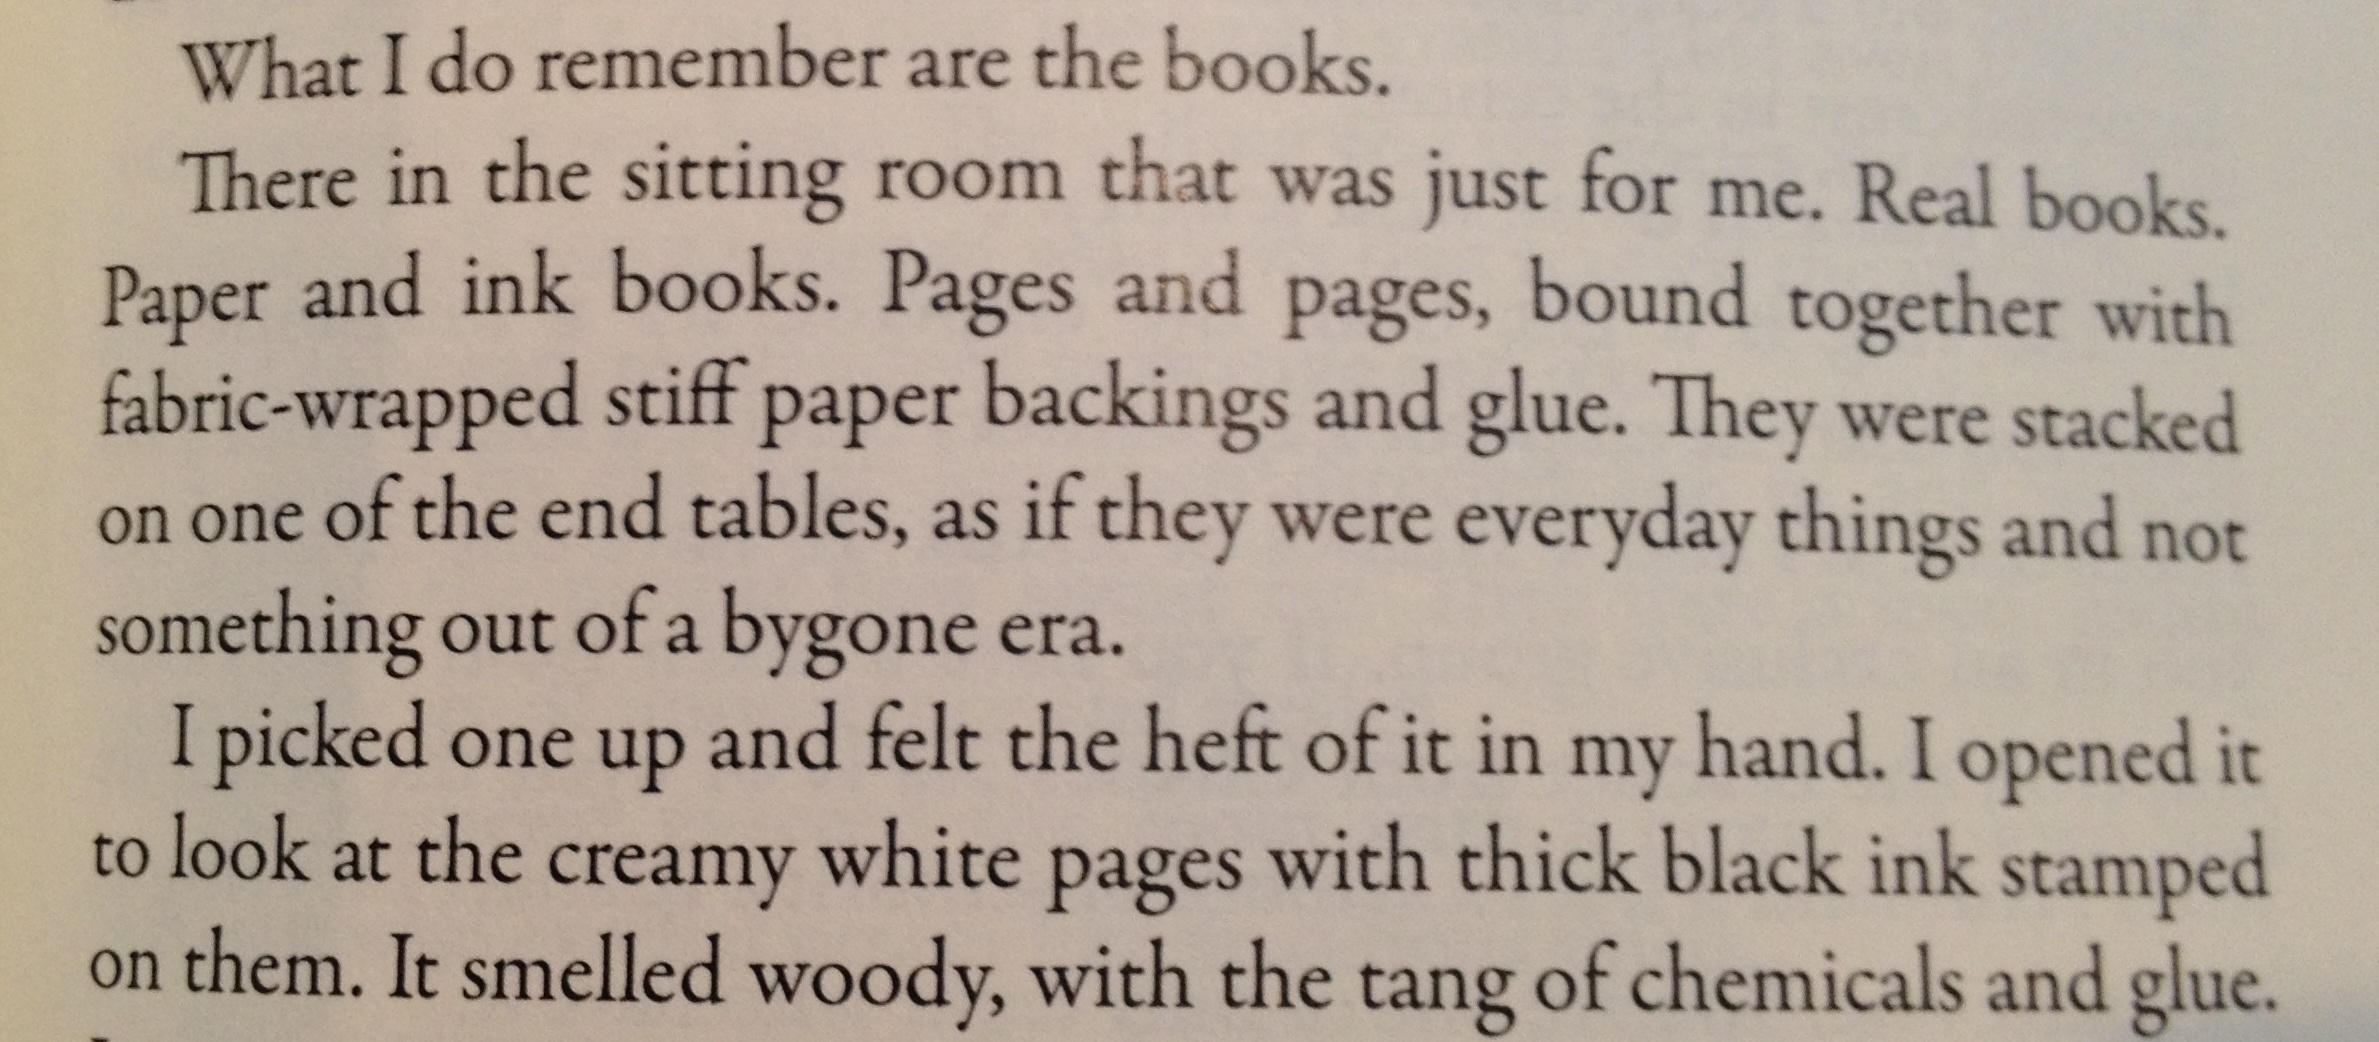 What I do remember are the books.
There in the sitting room that was just for me. Real books.
Paper and ink books. Pages and pages, bound together with
fabric-wrapped stiff paper backings and glue. They were stacked
on one of the end tables, as if they were everyday things and not
something out of a bygone era.
I picked one up and felt the heft of it in my hand. I opened it
to look at the creamy white pages with thick black ink stamped
on them. It smelled woody, with the tang of chemicals and glue.